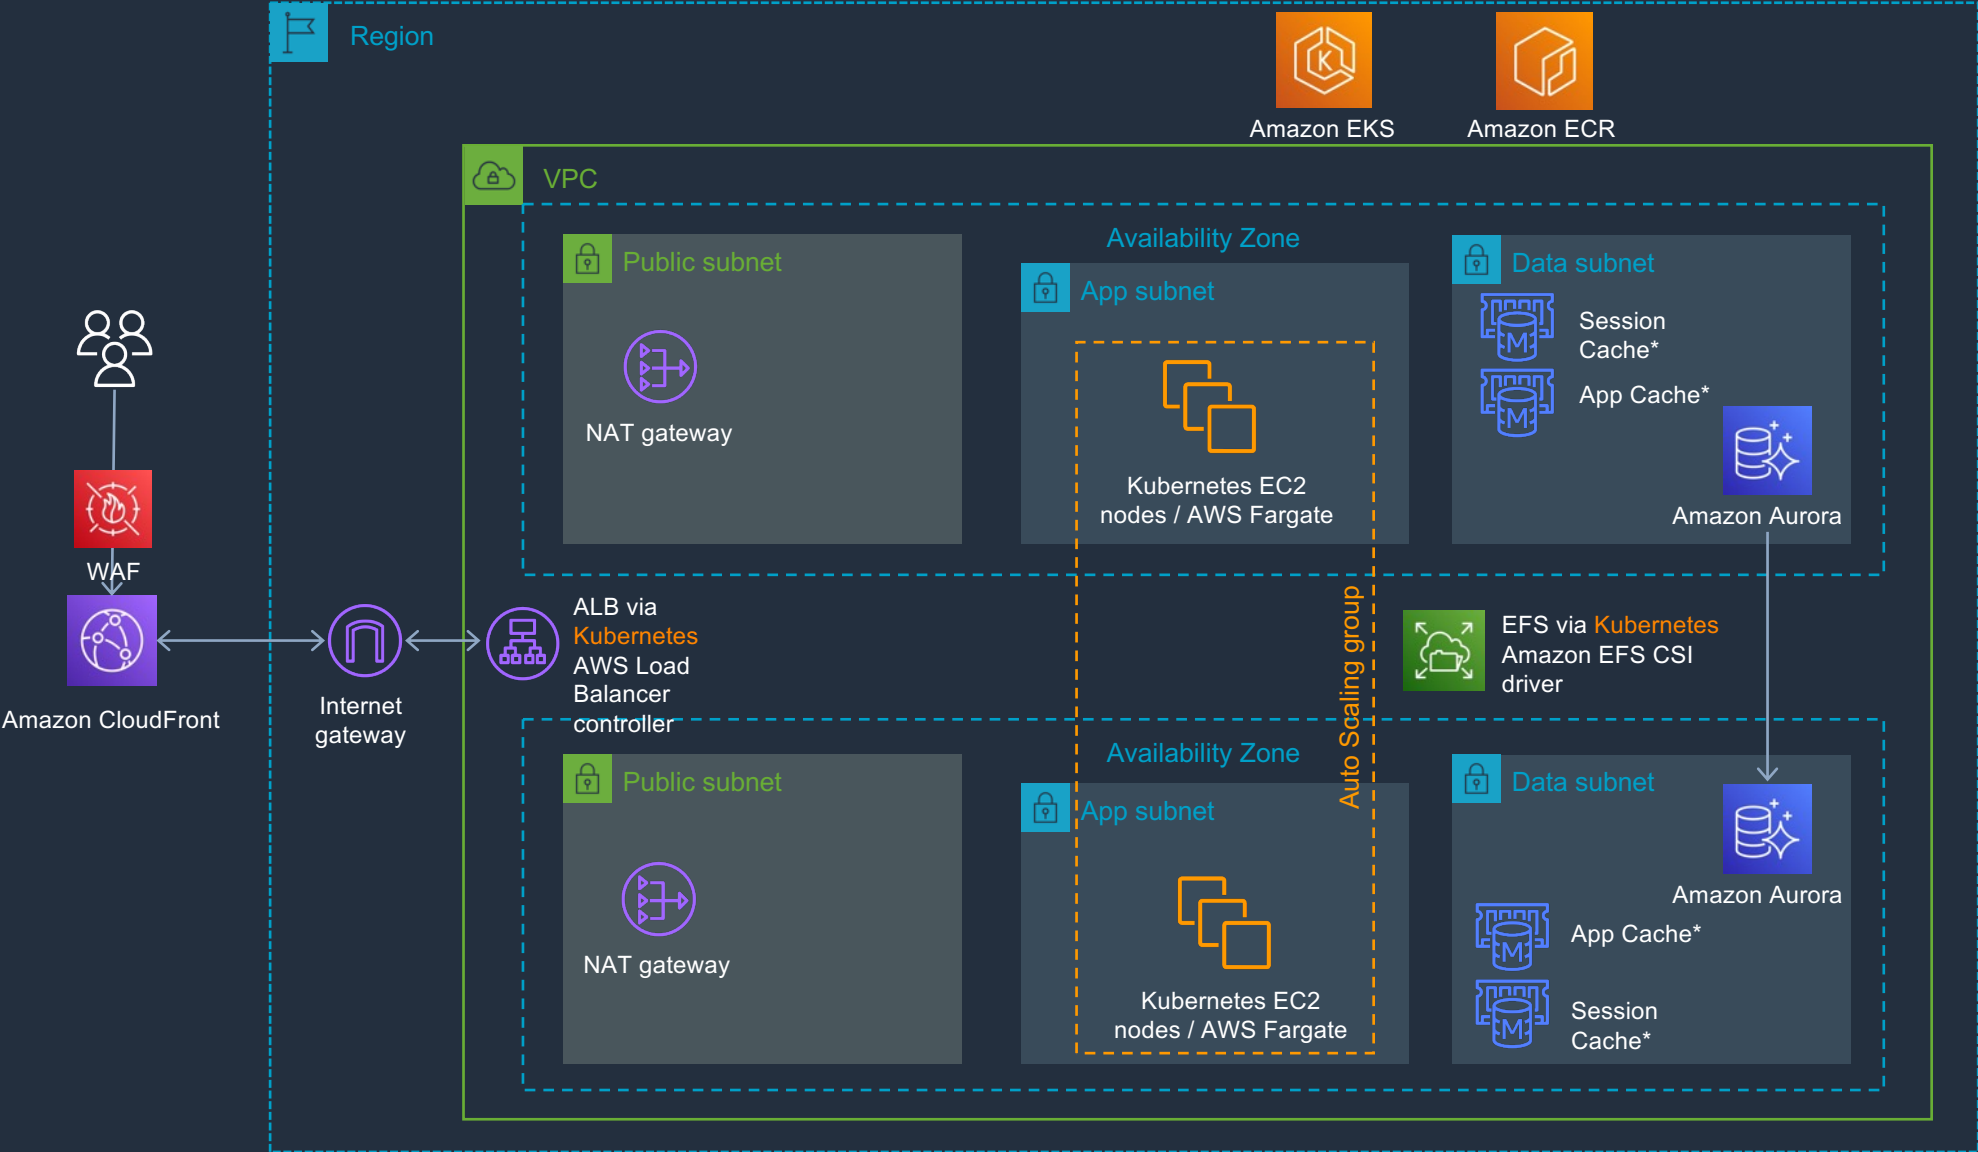 Region
Amazon EKS
Amazon ECR
VPC
Availability Zone
Public subnet
NAT gateway
App subnet
Kubernetes EC2
nodes / AWS Fargate
Data subnet
Session
Cache*
App Cache*
Amazon Aurora
WAF
Amazon CloudFront
Internet
gateway
ALB via
Kubernetes
AWS Load
Balancer
controller
Auto Scaling group
EFS via Kubernetes
Amazon EFS CSI
driver
Availability Zone
Public subnet
NAT gateway
App subnet
Kubernetes EC2
nodes / AWS Fargate
Data subnet
Amazon Aurora
App Cache*
Session
Cache*